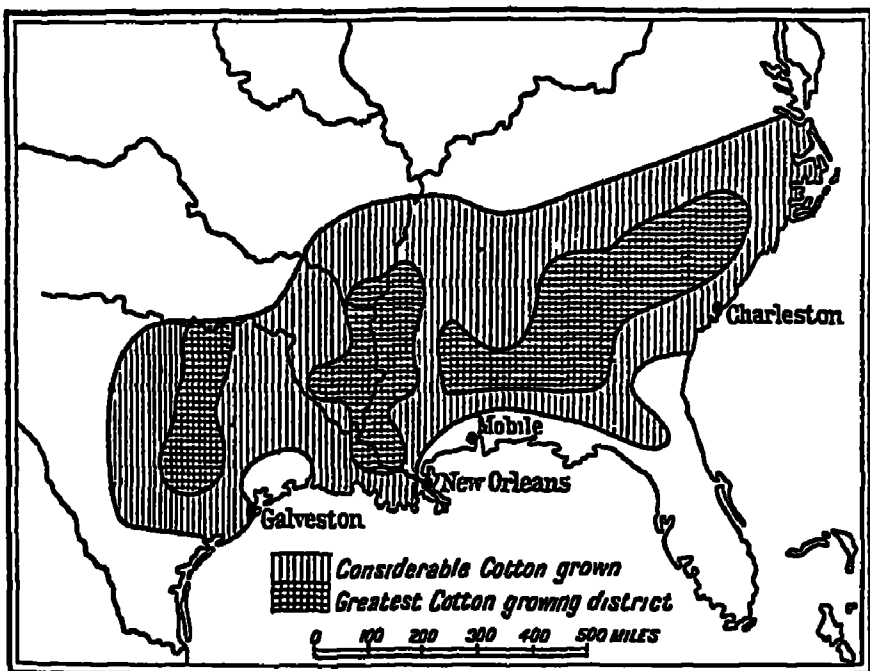 Charleston
Mobile
New Orleans
Galveston
Considerable Cotton grown
Greatest Cotton growing district
0 100 200 300 400 500 MILES